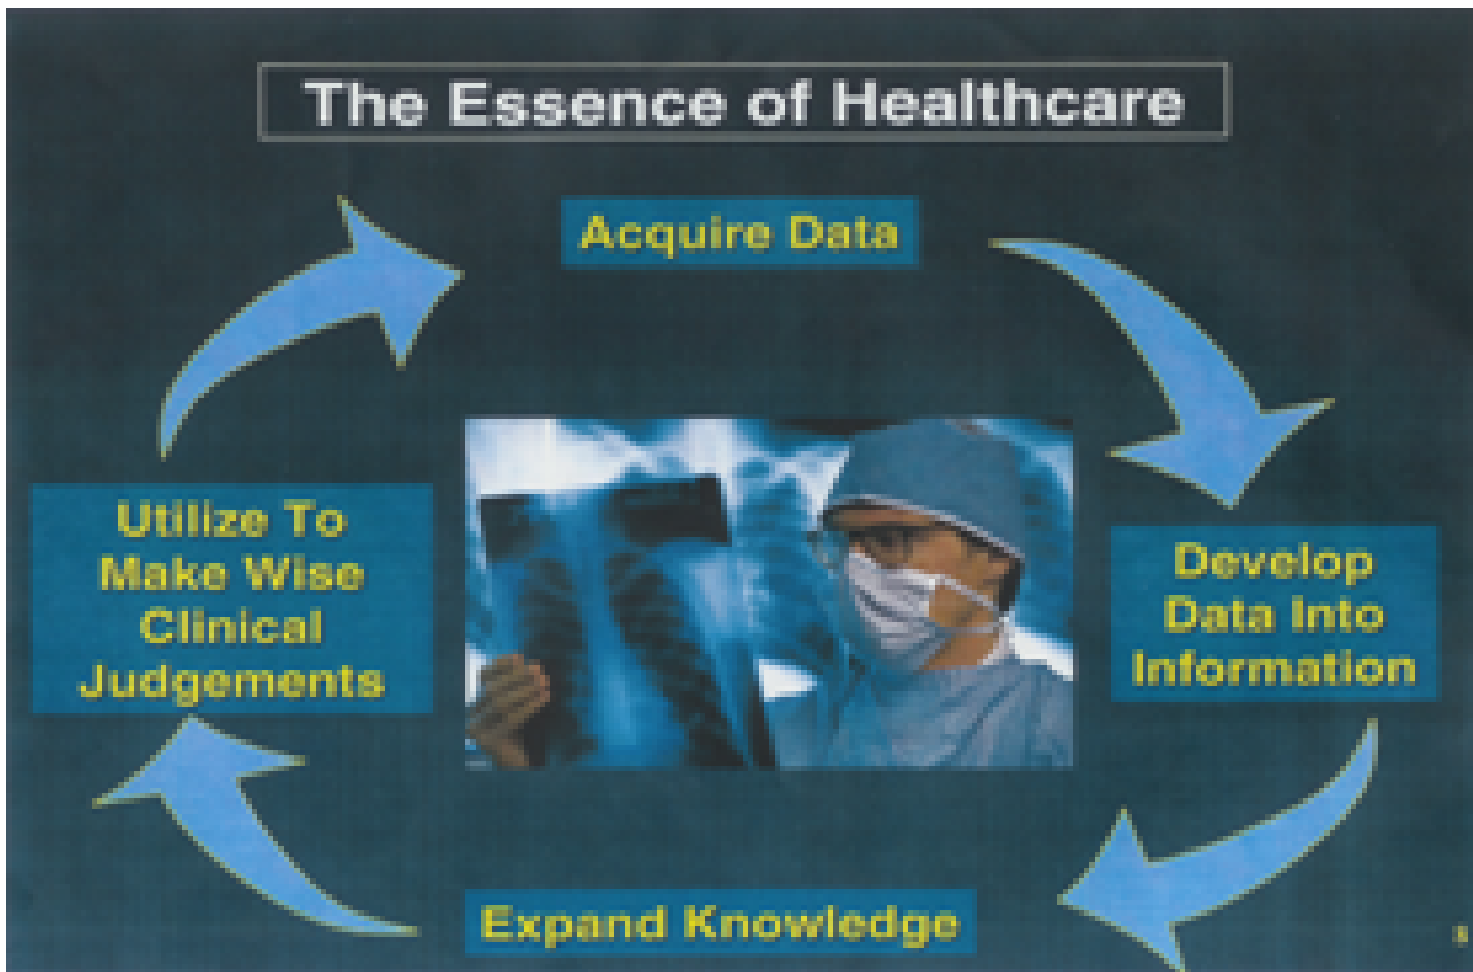 The Essence of Healthcare
Acquire Data
Develop
Data Into
Information
Expand Knowledge
Utilize To
Make Wise
Clinical
Judgements